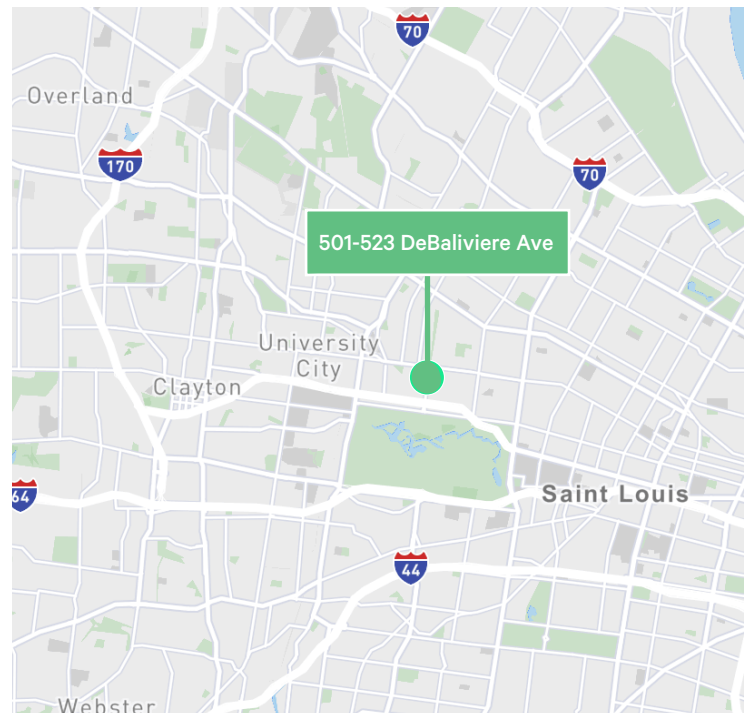 70
Overland
170
70
501-523 DeBaliviere Ave
University
City
Clayton
64
Saint Louis
44
Webster